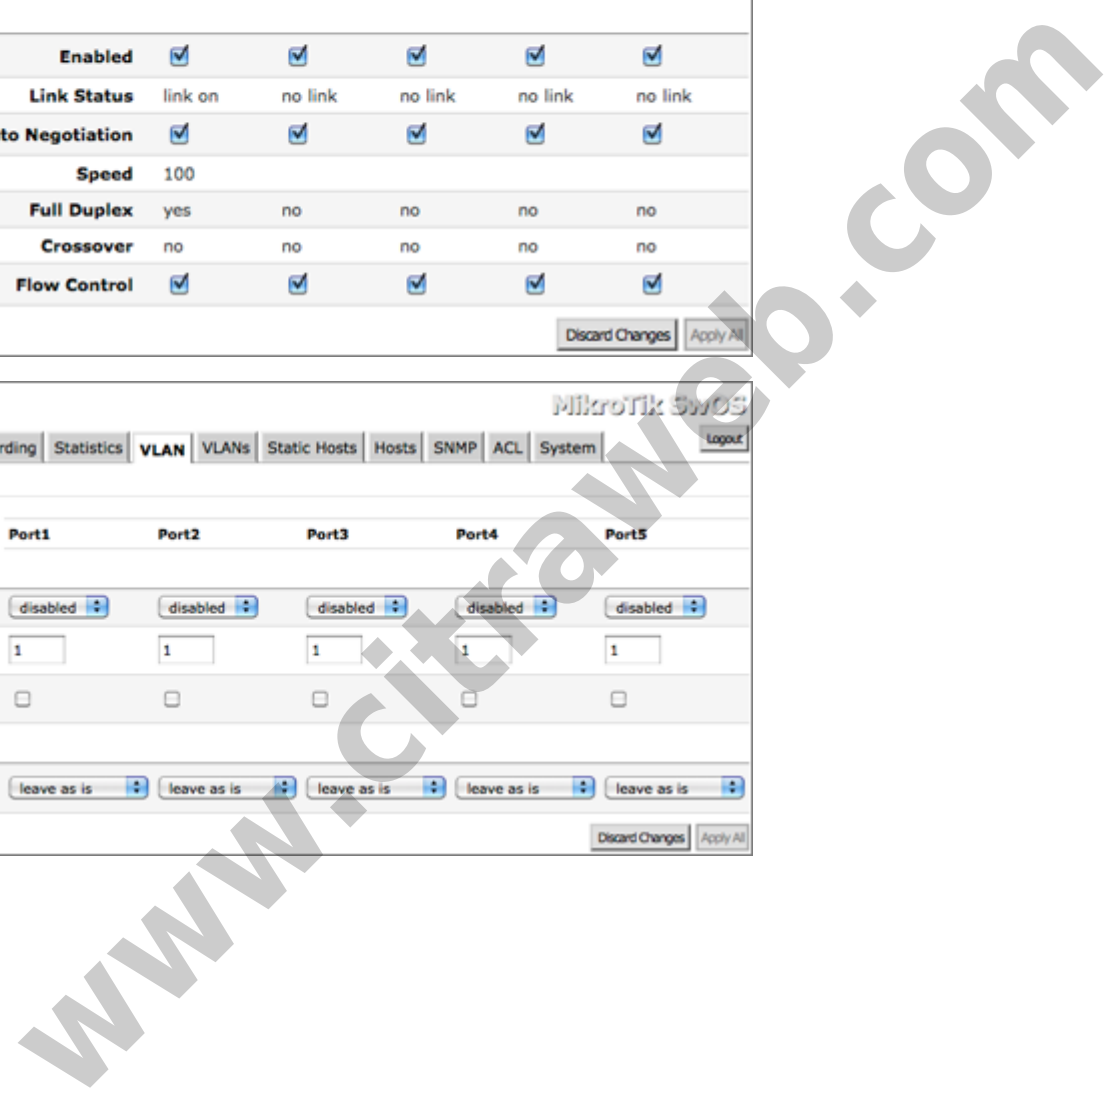 Enabled
Link Status link on no link no link no link no link
to Negotiation
Speed 100
Full Duplex yes no no no no
Crossover no no no no no
Flow Control
Discard Changes Apply All
MikroTik SwOS
rding Statistics VLAN VLANs Static Hosts Hosts SNMP ACL System Logout
Port1 Port2 Port3 Port4 Port5
disabled disabled disabled disabled disabled
1 1 1 1 1
leave as is leave as is leave as is leave as is leave as is
Discard Changes Apply All
www.citraweb.com